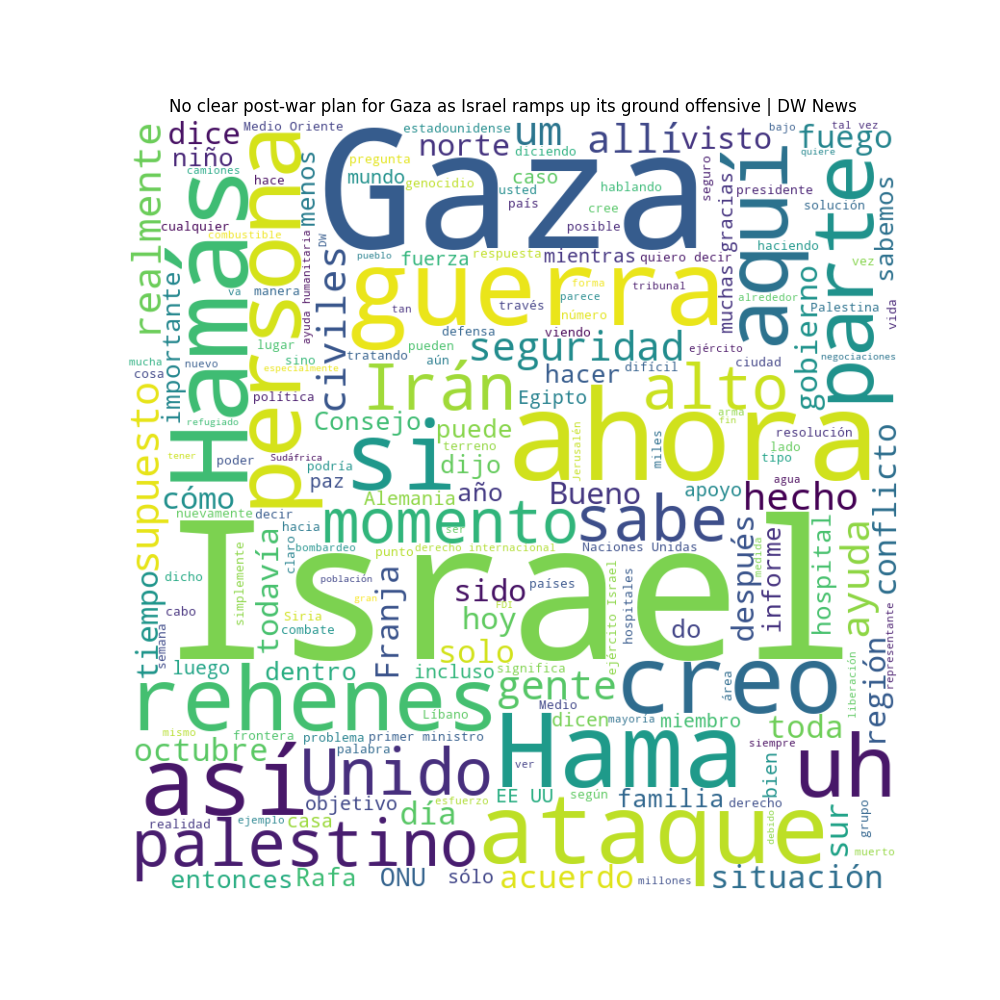 No clear post-war plan for Gaza as Israel ramps up its ground offensive | DW News
dice
Medio Oriente
estadounidense
um
allí
visto
bajo
tal vez
fuego
niño
norte
diciendo
quiere
realmente
camiones
hace
persona
menos
pregunta
mundo
genocidio
usted
caso
hablando
Gaza
seguro
presidente
solución
parte
sabemos
cualquier
Hamás
país
cree
posible
gracias
aquí
combustible
DW
pueblo
fuerza
respuesta
mientras
quiero decir
haciendo
vez
importante
va
manera
ayuda humanitaria
civiles
guerra
forma
parece
tribunal
tan
través
número
muchas
alrededor
gobierno
Palestina
vida
lugar
defensa
viendo
ejército
mucha
nuevo
sino
tratando
pueden
aún
seguridad
difícil
ciudad
negociaciones
cosa
especialmente
Irán
hacer
alto
supuesto
política
Egipto
ahora
arma
fin
refugiado
Consejo
puede
si
Jerusalén
miles
resolución
conflicto
tener
poder
Sudáfrica
podría
terreno
lado
tipo
cómo
paz
dijo
agua
Alemania
año
Bueno
apoyo
hecho
nuevamente
decir
momento
sabe
hacia
ser
claro
bombardeo
punto
derecho internacional
Naciones Unidas
después
medida
informe
hospital
ayuda
tiempo
simplemente
todavía
Israel
dicho
población
sido
países
cabo
gran
FDI
Siria
hoy
ejército Israel
hospitales
combate
Franja
do
semana
solo
representante
luego
dentro
incluso
significa
gente
creo
área
liberación
región
rehenes
Líbano
Medio
dicen
mayoría
miembro
toda
mismo
frontera
problema
primer ministro
Hama
octubre
palabra
siempre
uh
así
Unido
ver
bien
objetivo
EE UU
según
familia
derecho
realidad
ejemplo
casa
día
esfuerzo
debido
sur
grupo
palestino
ataque
muerto
entonces
Rafa
ONU
sólo
acuerdo
millones
situación